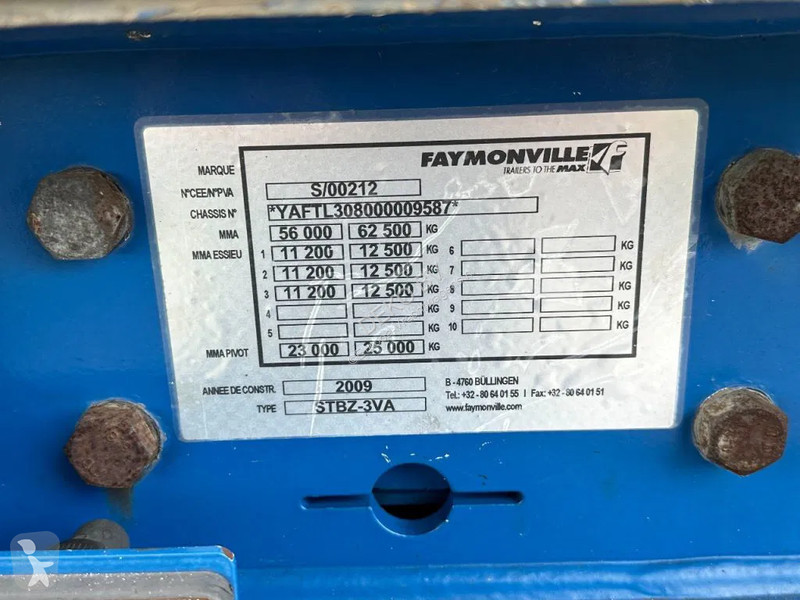 FAYMONVILLE
TRAILERS TO THE MAX
MARQUE
N°CEE/N°PVA S/00212
CHASSIS N° *YAFTL308000009587*
MMA 56 000 62 500 KG
MMA ESSIEU 1 11 200 12 500 KG 6 KG
2 11 200 12 500 KG 7 KG
3 11 200 12 500 KG 8 KG
4 KG 9 KG
5 KG 10 KG
MMA PIVOT 23 000 25 000 KG
ANNEE DE CONSTR. 2009
TYPE STBZ-3VA
B - 4760 BÜLLINGEN
Tel.: +32 - 80 64 01 55 | Fax: +32 - 80 64 01 51
www.faymonville.com